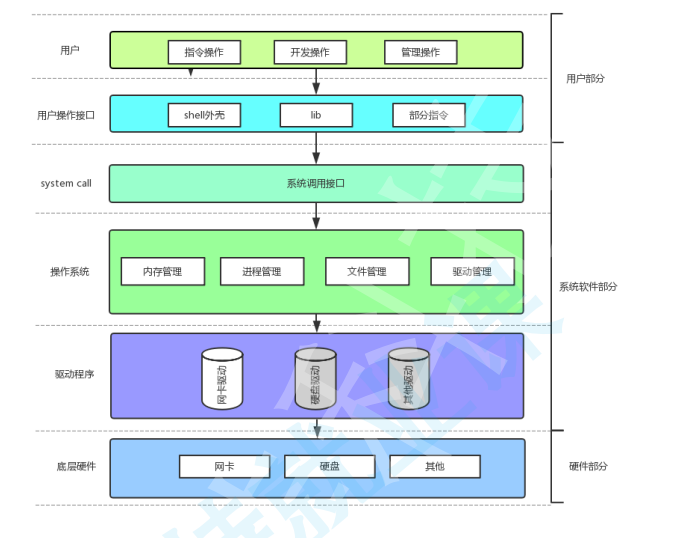 用户
指令操作
开发操作
管理操作
用户部分
用户操作接口
shell外壳
lib
部分指令
system call
系统调用接口
操作系统
内存管理
进程管理
文件管理
驱动管理
系统软件部分
驱动程序
网卡驱动
硬盘驱动
其他驱动
底层硬件
网卡
硬盘
其他
硬件部分